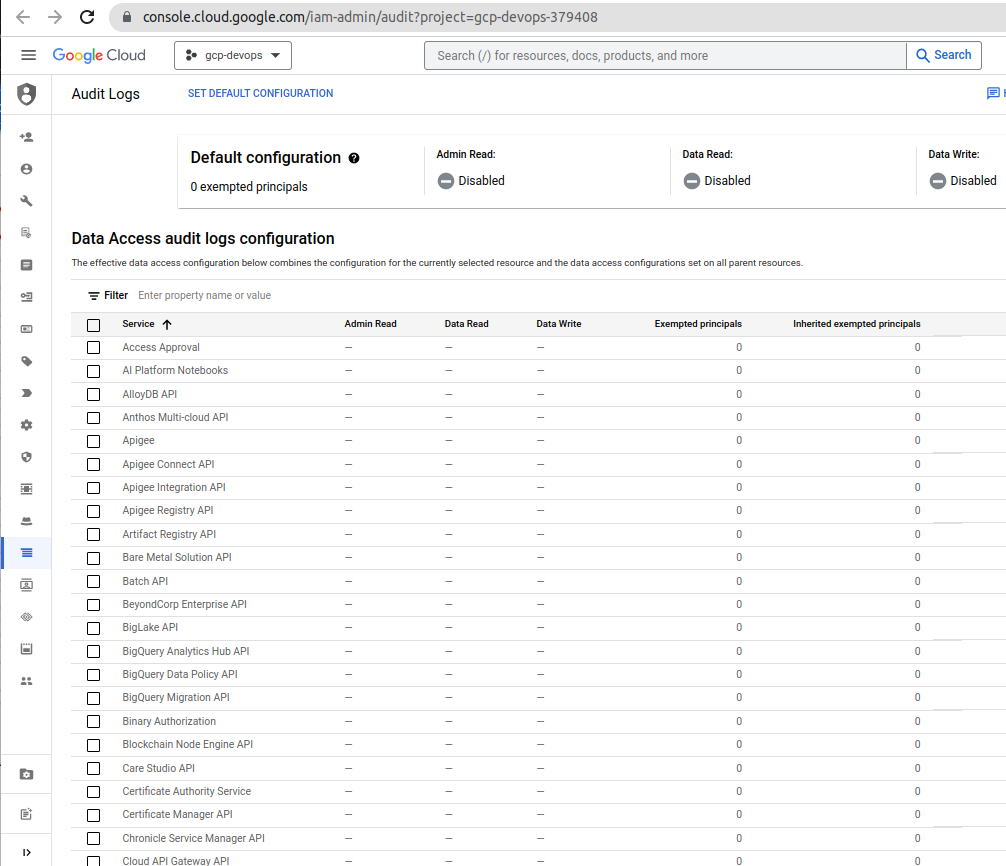 console.cloud.google.com/iam-admin/audit?project=gcp-devops-379408
Google Cloud gcp-devops Search (/) for resources, docs, products, and more Search
Audit Logs SET DEFAULT CONFIGURATION
Default configuration Admin Read: Data Read: Data Write:
0 exempted principals Disabled Disabled Disabled
Data Access audit logs configuration
The effective data access configuration below combines the configuration for the currently selected resource and the data access configurations set on all parent resources.
Filter Enter property name or value
Service Admin Read Data Read Data Write Exempted principals Inherited exempted principals
Access Approval — — — 0 0
AI Platform Notebooks — — — 0 0
AlloyDB API — — — 0 0
Anthos Multi-cloud API — — — 0 0
Apigee — — — 0 0
Apigee Connect API — — — 0 0
Apigee Integration API — — — 0 0
Apigee Registry API — — — 0 0
Artifact Registry API — — — 0 0
Bare Metal Solution API — — — 0 0
Batch API — — — 0 0
BeyondCorp Enterprise API — — — 0 0
BigLake API — — — 0 0
BigQuery Analytics Hub API — — — 0 0
BigQuery Data Policy API — — — 0 0
BigQuery Migration API — — — 0 0
Binary Authorization — — — 0 0
Blockchain Node Engine API — — — 0 0
Care Studio API — — — 0 0
Certificate Authority Service — — — 0 0
Certificate Manager API — — — 0 0
Chronicle Service Manager API — — — 0 0
Cloud API Gateway API — — — 0 0